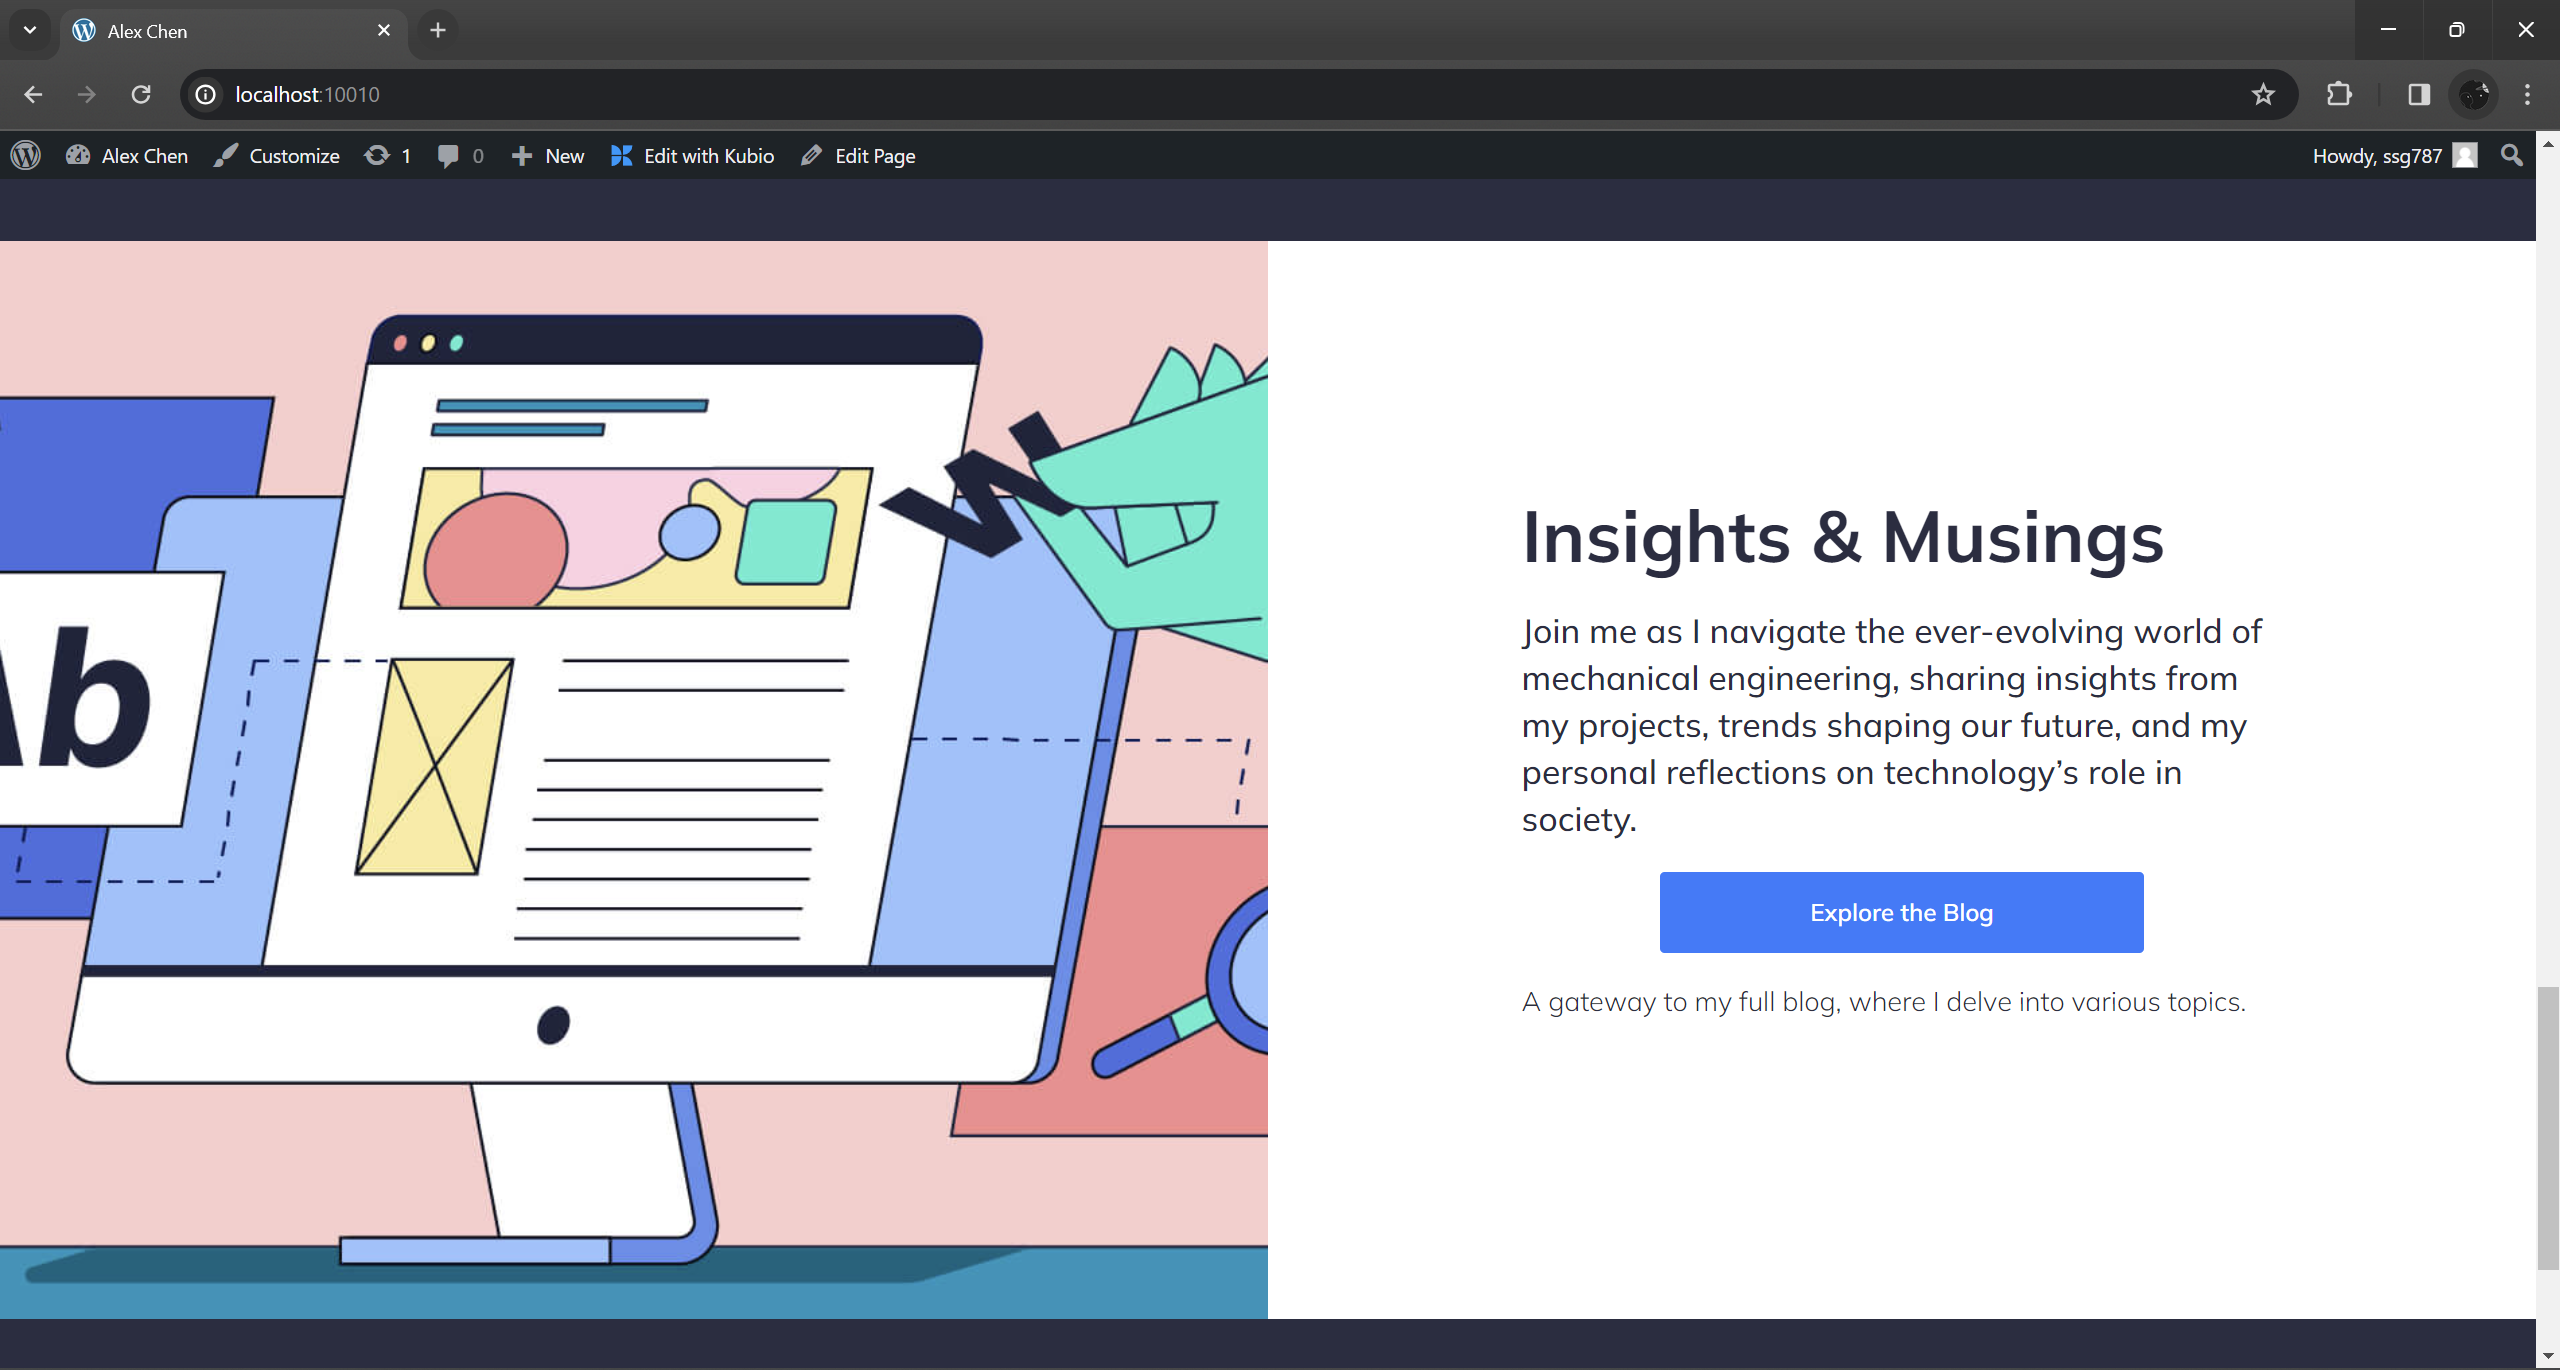 Alex Chen
localhost:10010
Alex Chen Customize 1 0 New Edit with Kubio Edit Page Howdy, ssg787
Ab
W
Insights & Musings
Join me as I navigate the ever-evolving world of
mechanical engineering, sharing insights from
my projects, trends shaping our future, and my
personal reflections on technology’s role in
society.
Explore the Blog
A gateway to my full blog, where I delve into various topics.